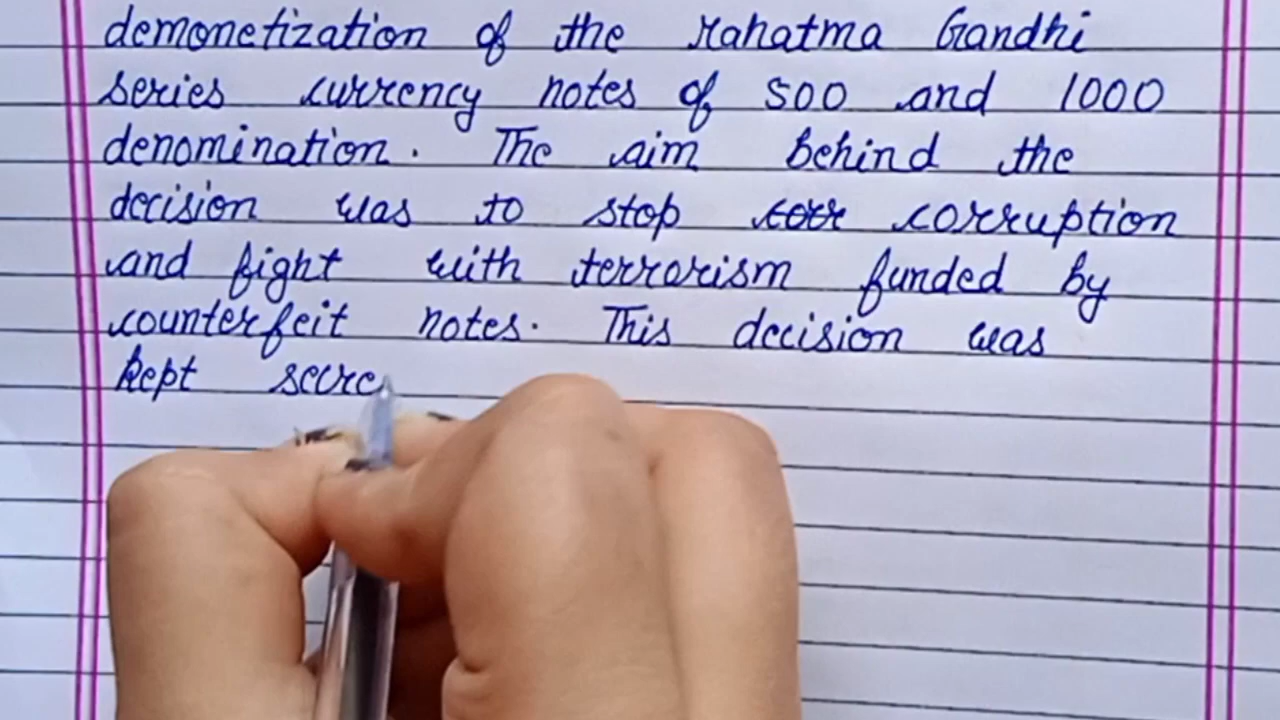 demonetization of the Mahatma Gandhi
series currency notes of 500 and 1000
denomination. The aim behind the
decision was to stop corruption
and fight with terrorism funded by
counterfeit notes. This decision was
kept secre